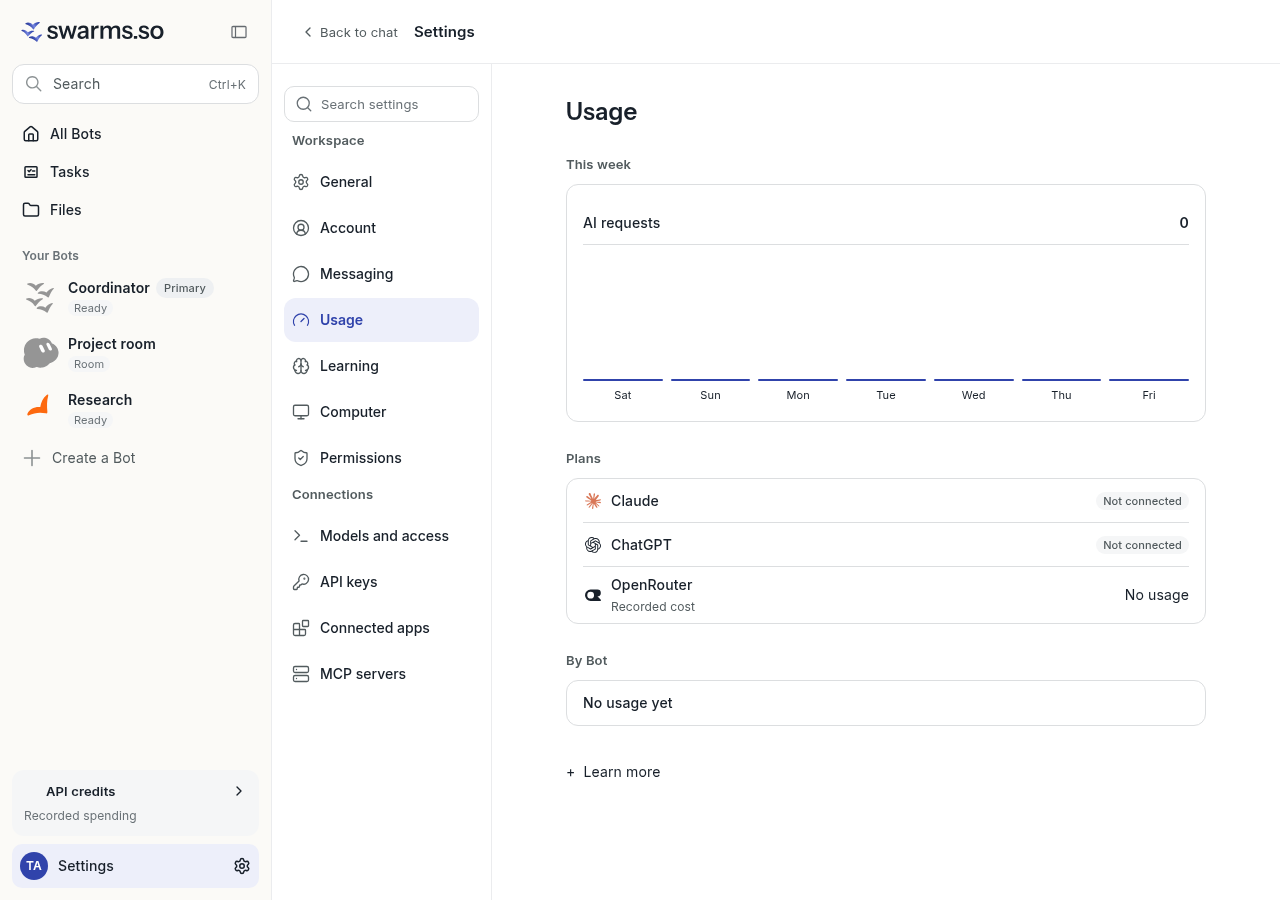 swarms.so
Search Ctrl+K
All Bots
Tasks
Files
Your Bots
Coordinator Primary
Ready
Project room
Room
Research
Ready
Create a Bot
API credits
Recorded spending
TA Settings
Back to chat Settings
Search settings
Workspace
General
Account
Messaging
Usage
Learning
Computer
Permissions
Connections
Models and access
API keys
Connected apps
MCP servers
Usage
This week
AI requests 0
Sat Sun Mon Tue Wed Thu Fri
Plans
Claude Not connected
ChatGPT Not connected
OpenRouter
Recorded cost
No usage
By Bot
No usage yet
+ Learn more